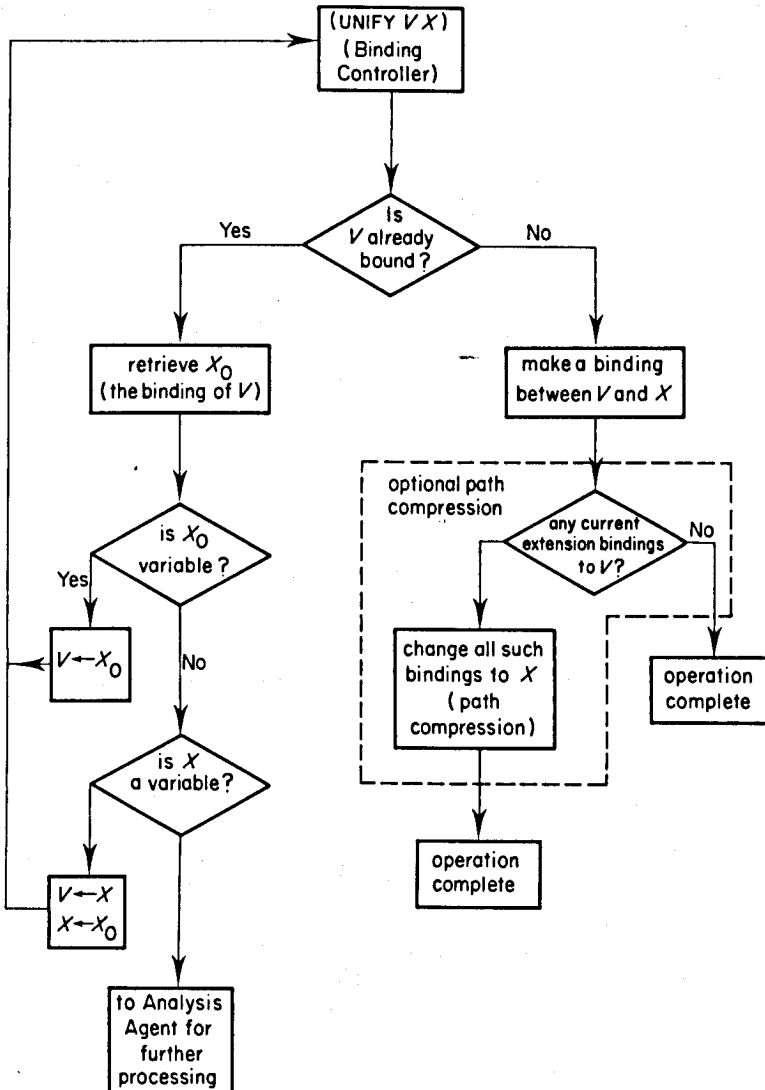 (UNIFY V X)
(Binding
Controller)
Is
V already
bound?
Yes
No
retrieve X₀
(the binding of V)
make a binding
between V and X
optional path
compression
is X₀
variable?
any current
extension bindings
to V?
No
Yes
V←X₀
No
change all such
bindings to X
(path
compression)
operation
complete
is X
a variable?
operation
complete
V←X
X←X₀
to Analysis
Agent for
further
processing